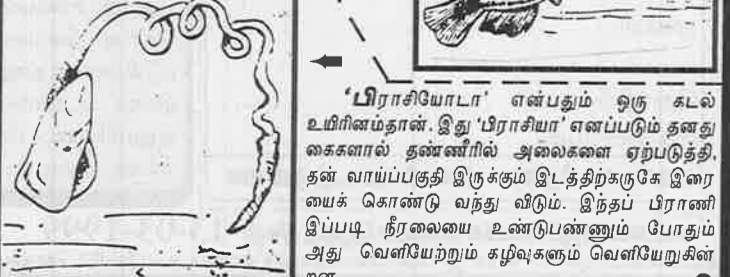 ‘பிராசியோடா’ என்பதும் ஒரு கடல்
உயிரினம்தான். இது ‘பிராசியா’ எனப்படும் தனது
கைகளால் தண்ணீரில் அலைகளை ஏற்படுத்தி,
தன் வாய்ப்பகுதி இருக்கும் இடத்திற்கருகே இரை
யைக் கொண்டு வந்து விடும். இந்தப் பிராணி
இப்படி நீரலையை உண்டுபண்ணும் போதும்
அது வெளியேற்றும் கழிவுகளும் வெளியேறுகின்
றன